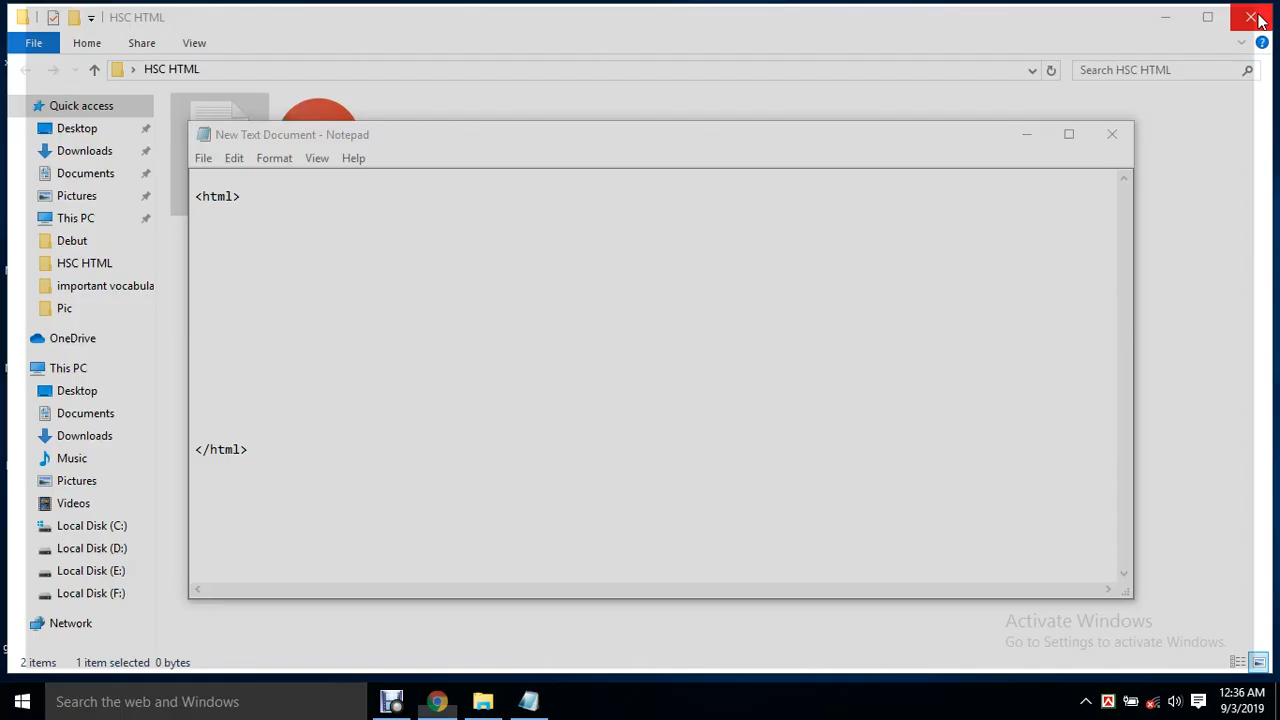 HSC HTML
File Home Share View
HSC HTML
Search HSC HTML
Quick access
Desktop
Downloads
Documents
Pictures
This PC
Debut
HSC HTML
important vocabula
Pic
OneDrive
This PC
Desktop
Documents
Downloads
Music
Pictures
Videos
Local Disk (C:)
Local Disk (D:)
Local Disk (E:)
Local Disk (F:)
Network
2 items 1 item selected 0 bytes
New Text Document - Notepad
File Edit Format View Help
<html>
</html>
Activate Windows
Go to Settings to activate Windows.
Search the web and Windows
12:36 AM
9/3/2019